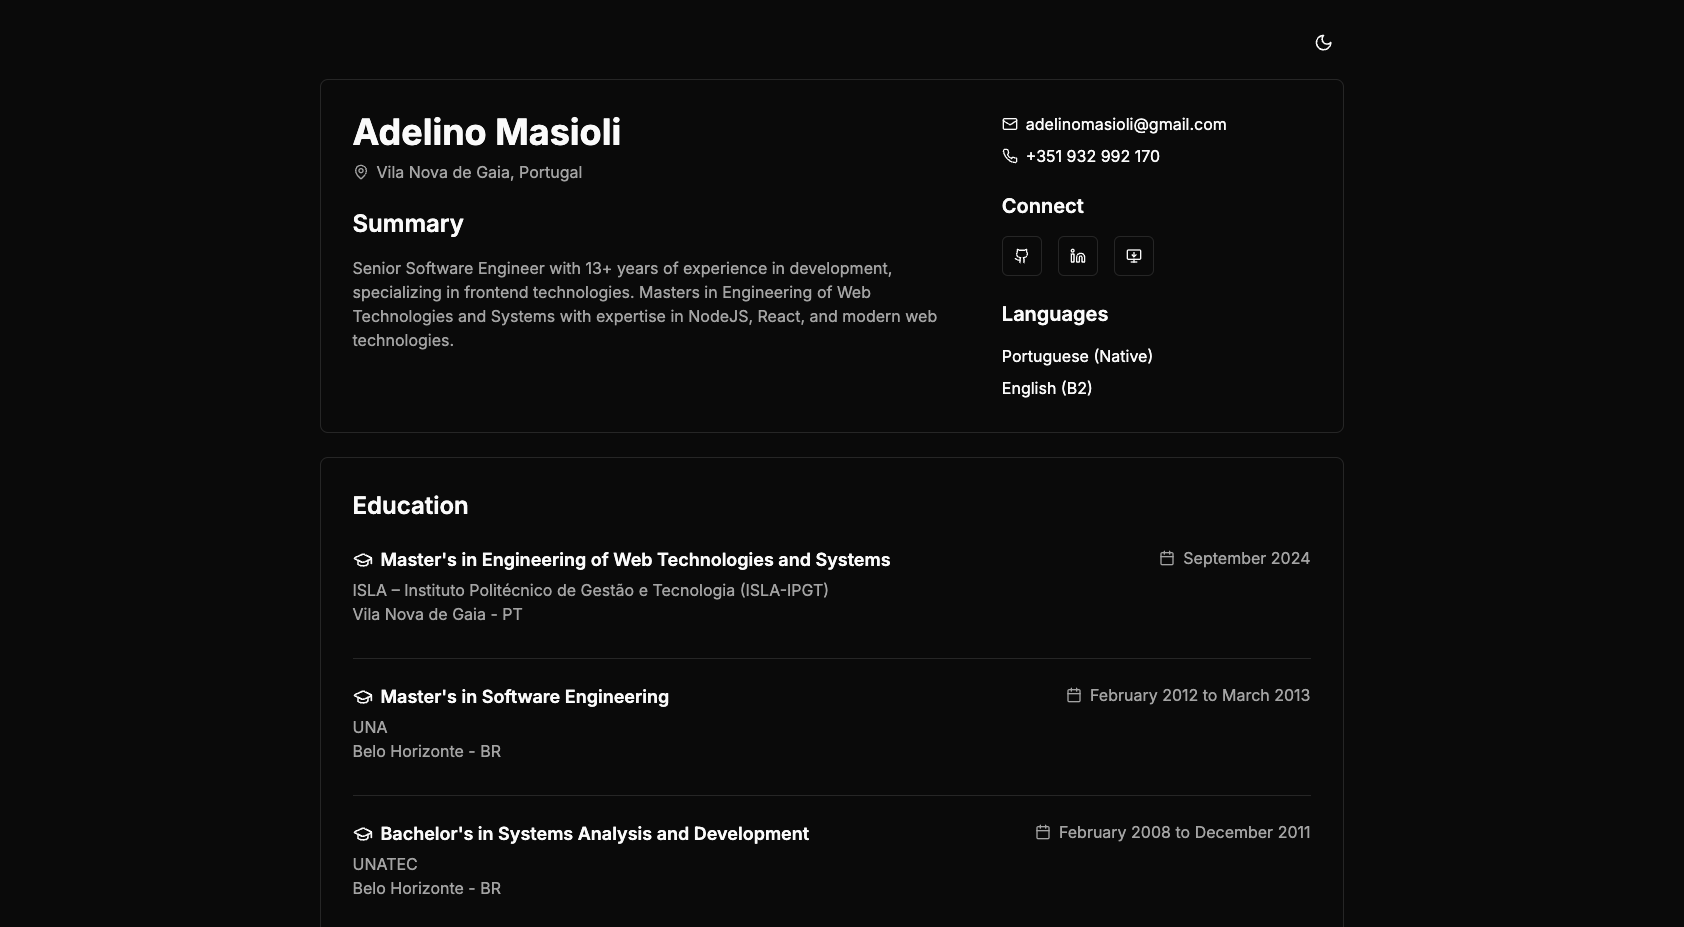 Adelino Masioli
Vila Nova de Gaia, Portugal
Summary
Senior Software Engineer with 13+ years of experience in development,
specializing in frontend technologies. Masters in Engineering of Web
Technologies and Systems with expertise in NodeJS, React, and modern web
technologies.
adelinomasioli@gmail.com
+351 932 992 170
Connect
Languages
Portuguese (Native)
English (B2)
Education
Master's in Engineering of Web Technologies and Systems
September 2024
ISLA – Instituto Politécnico de Gestão e Tecnologia (ISLA-IPGT)
Vila Nova de Gaia - PT
Master's in Software Engineering
February 2012 to March 2013
UNA
Belo Horizonte - BR
Bachelor's in Systems Analysis and Development
February 2008 to December 2011
UNATEC
Belo Horizonte - BR